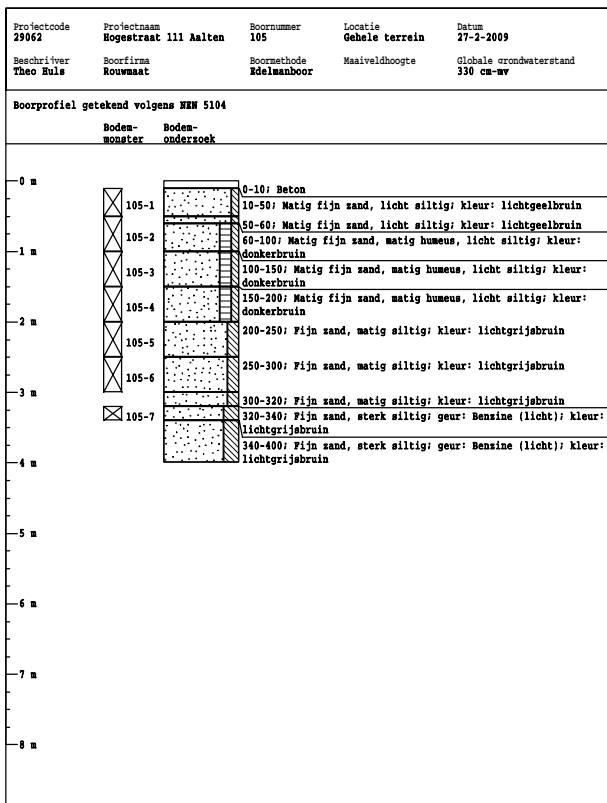 Projectcode Projectnaam Boornummer Locatie Datum
29062 Hogestraat 111 Aalten 105 Gehele terrein 27-2-2009
Beschrijver Boorfirma Boormethode Maaiveldhoogte Globale grondwaterstand
Theo Huls Rouwmaat Edelmanboor 330 cm-mv
Boorprofiel getekend volgens NEN 5104
Bodem- Bodem-
monster onderzoek
0 m
0-10; Beton
105-1 10-50; Matig fijn zand, licht siltig; kleur: lichtgeelbruin
50-60; Matig fijn zand, licht siltig; kleur: lichtgeelbruin
105-2 60-100; Matig fijn zand, matig humeus, licht siltig; kleur:
donkerbruin
1 m
105-3 100-150; Matig fijn zand, matig humeus, licht siltig; kleur:
donkerbruin
105-4 150-200; Matig fijn zand, matig humeus, licht siltig; kleur:
donkerbruin
2 m
200-250; Fijn zand, matig siltig; kleur: lichtgrijsbruin
105-5
250-300; Fijn zand, matig siltig; kleur: lichtgrijsbruin
105-6
3 m
300-320; Fijn zand, matig siltig; kleur: lichtgrijsbruin
105-7 320-340; Fijn zand, sterk siltig; geur: Benzine (licht); kleur:
lichtgrijsbruin
340-400; Fijn zand, sterk siltig; geur: Benzine (licht); kleur:
lichtgrijsbruin
4 m
5 m
6 m
7 m
8 m